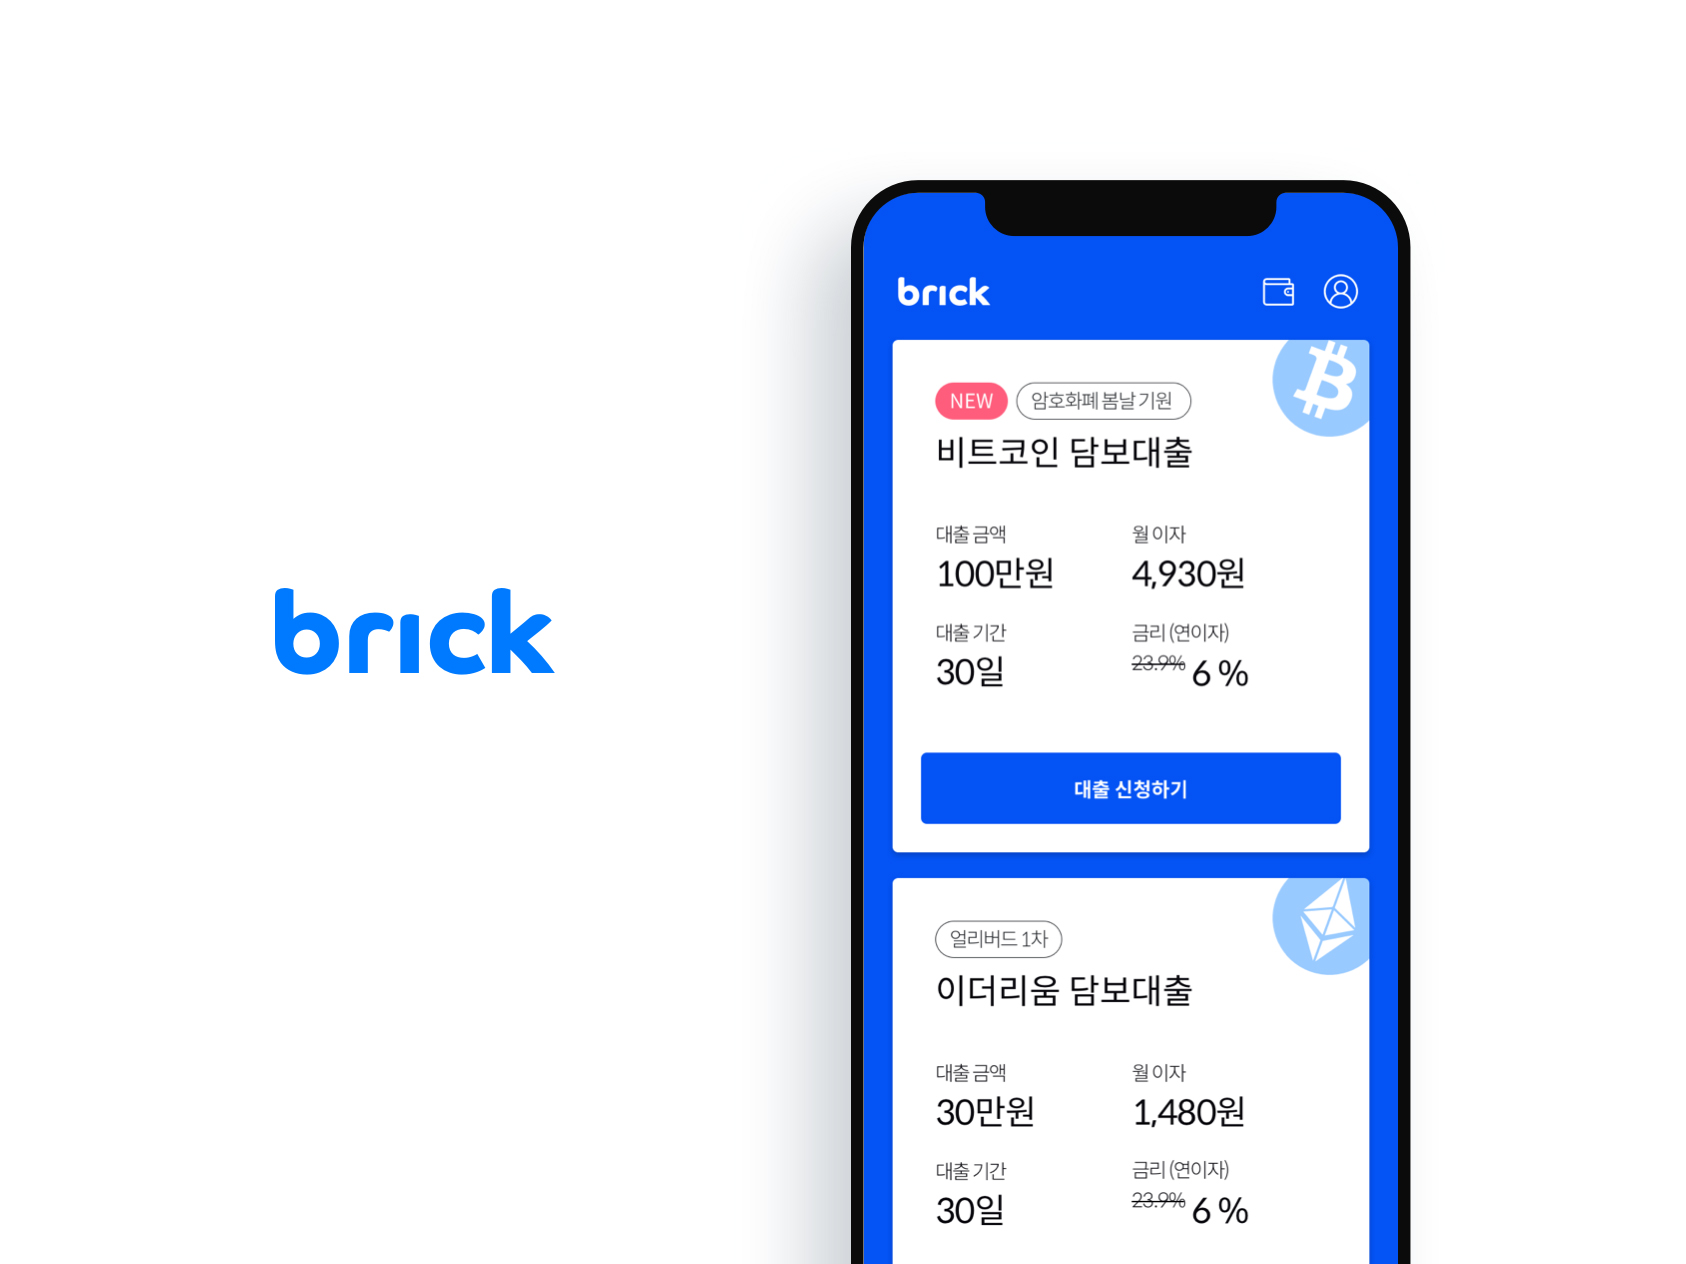 brick
brick
NEW 암호화폐 봄날 기원
비트코인 담보대출
대출 금액 월 이자
100만원 4,930원
대출 기간 금리 (연이자)
30일 23.9% 6 %
대출 신청하기
얼리버드 1차
이더리움 담보대출
대출 금액 월 이자
30만원 1,480원
대출 기간 금리 (연이자)
30일 23.9% 6 %